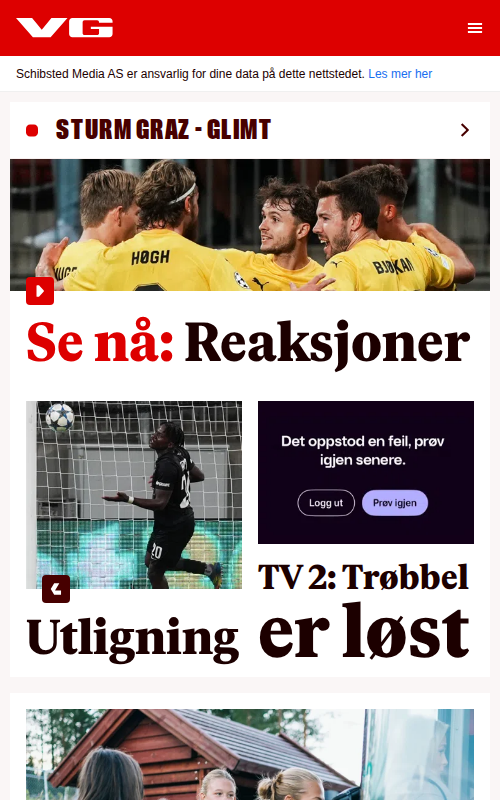 VG
Schibsted Media AS er ansvarlig for dine data på dette nettstedet. Les mer her
STURM GRAZ - GLIMT
HØGH
BJØKAN
Se nå: Reaksjoner
Det oppstod en feil, prøv
igjen senere.
Logg ut
Prøv igjen
20
TV 2: Trøbbel
er løst
Utligning